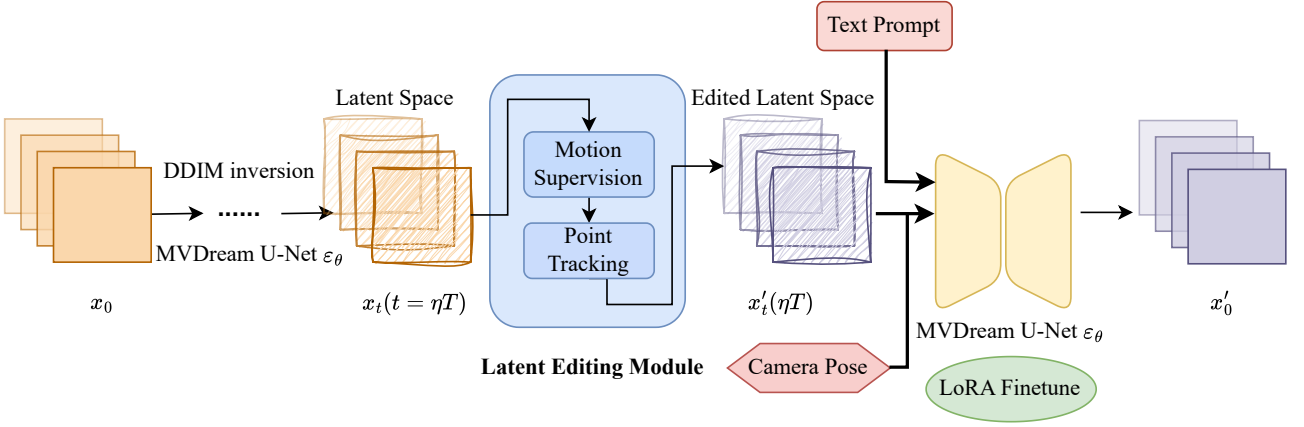 Text Prompt
Latent Space
Edited Latent Space
DDIM inversion
......
MVDream U-Net εθ
Motion
Supervision
Point
Tracking
x₀
xₜ(t = ηT)
x′ₜ(ηT)
MVDream U-Net εθ
x′₀
Latent Editing Module
Camera Pose
LoRA Finetune